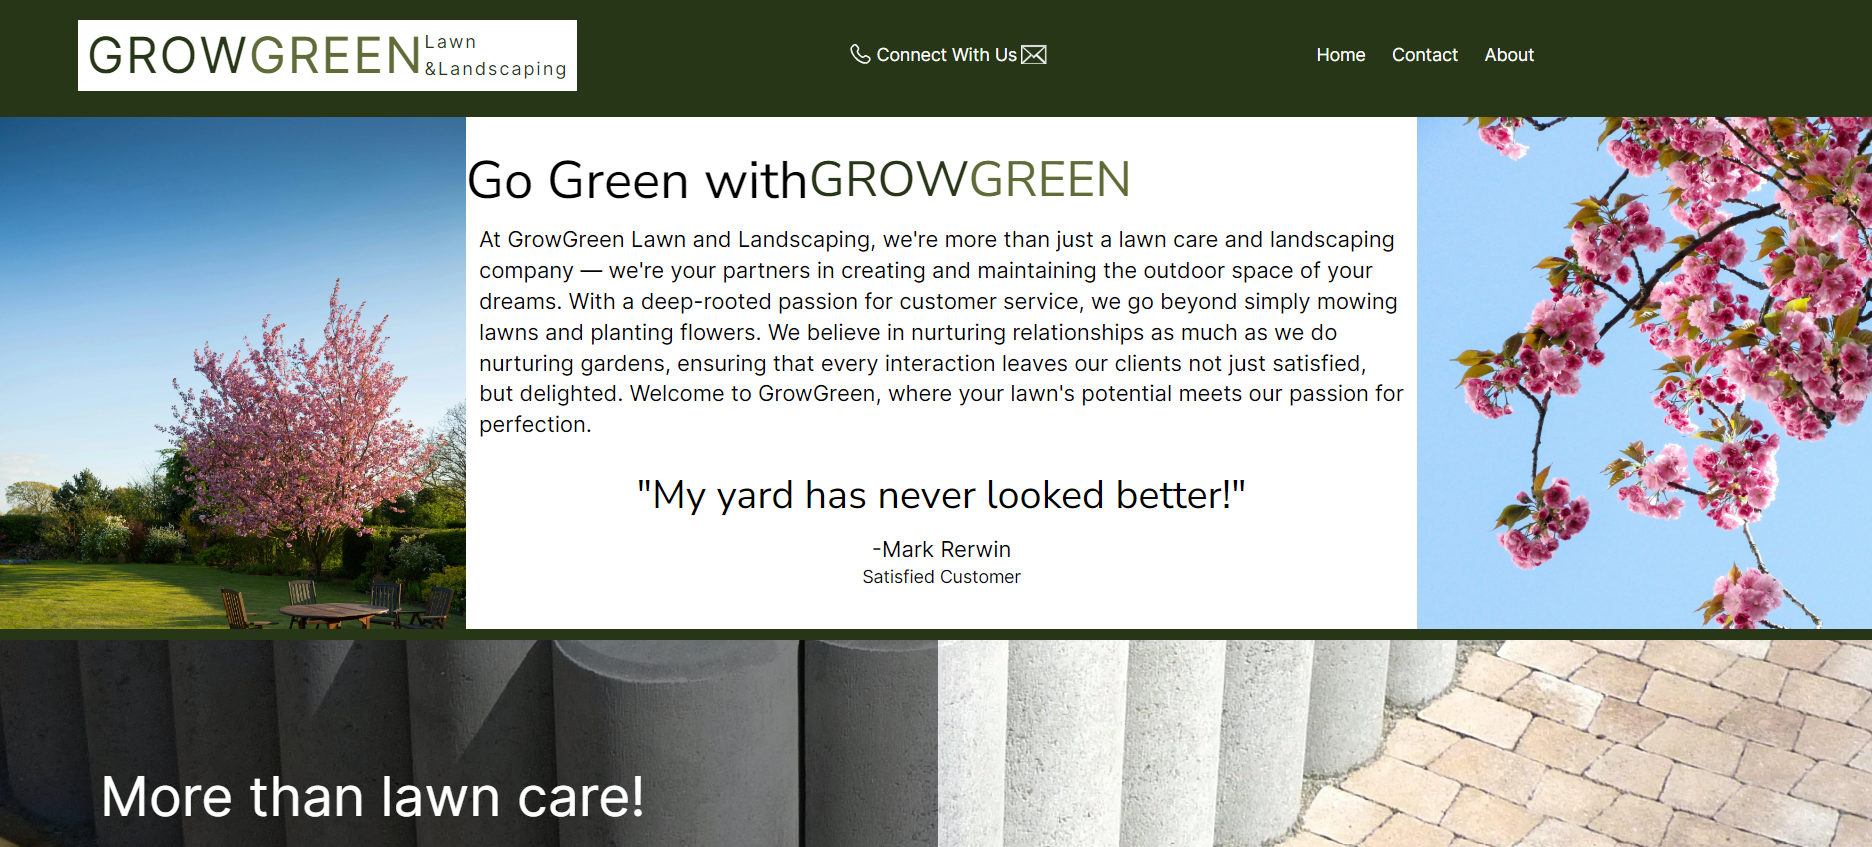 GROWGREEN Lawn
&Landscaping
Connect With Us
Home Contact About
Go Green withGROWGREEN
At GrowGreen Lawn and Landscaping, we're more than just a lawn care and landscaping
company — we're your partners in creating and maintaining the outdoor space of your
dreams. With a deep-rooted passion for customer service, we go beyond simply mowing
lawns and planting flowers. We believe in nurturing relationships as much as we do
nurturing gardens, ensuring that every interaction leaves our clients not just satisfied,
but delighted. Welcome to GrowGreen, where your lawn's potential meets our passion for
perfection.
"My yard has never looked better!"
-Mark Rerwin
Satisfied Customer
More than lawn care!